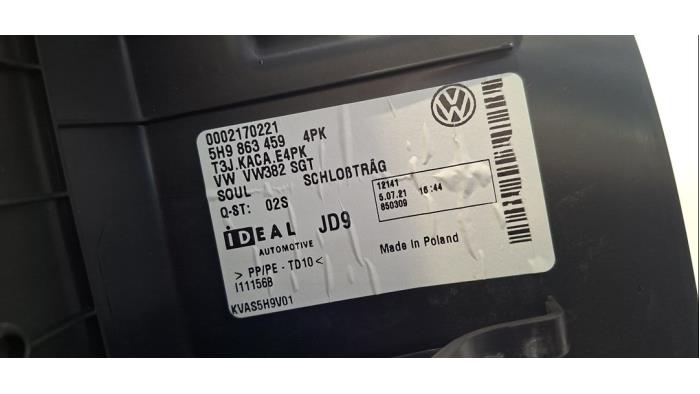 0002170221
5H9 863 459 4PK
T3J.KACA.E4PK
VW VW382 SGT
SOUL SCHLOßTRÄG
Q-ST: 02S
12141
5.07.21 16:44
850309
iDEAL JD9
AUTOMOTIVE
Made in Poland
> PP/PE - TD10 <
I11156B
KVAS5H9V01
VW